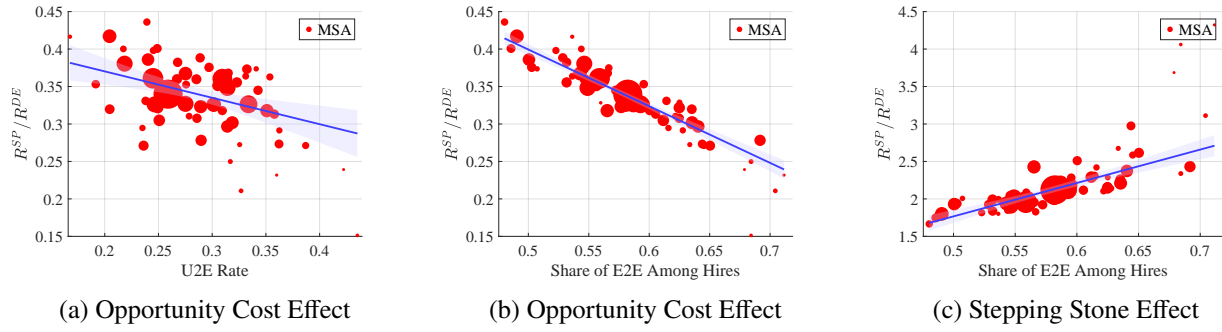 0.45
0.4
0.35
0.3
0.25
0.2
0.15
R^{SP}/R^{DE}
MSA
0.2 0.25 0.3 0.35 0.4
U2E Rate
(a) Opportunity Cost Effect
0.45
0.4
0.35
0.3
0.25
0.2
0.15
R^{SP}/R^{DE}
MSA
0.5 0.55 0.6 0.65 0.7
Share of E2E Among Hires
(b) Opportunity Cost Effect
4.5
4
3.5
3
2.5
2
1.5
R^{SP}/R^{DE}
MSA
0.5 0.55 0.6 0.65 0.7
Share of E2E Among Hires
(c) Stepping Stone Effect